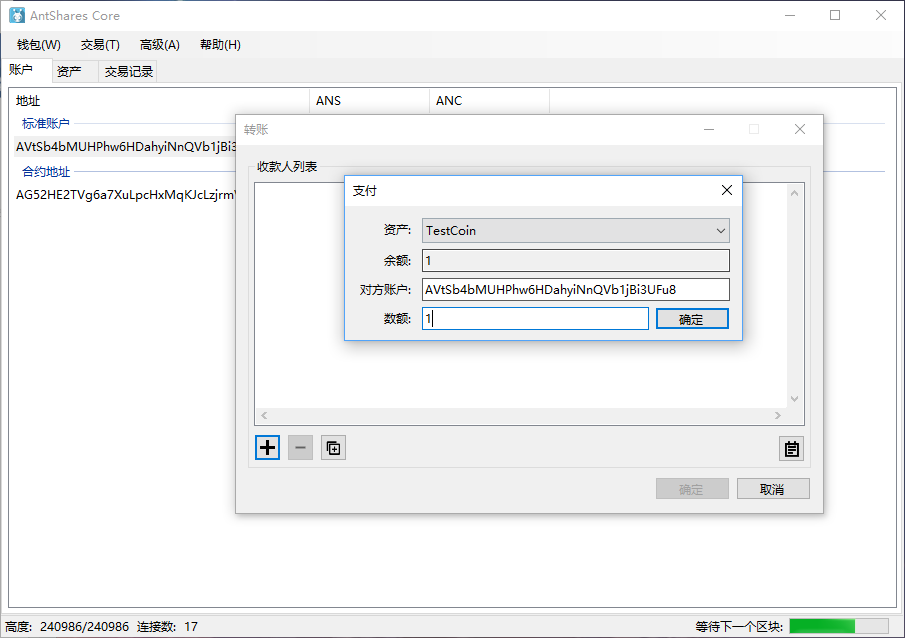 AntShares Core
钱包(W) 交易(T) 高级(A) 帮助(H)
账户 资产 交易记录
地址 ANS ANC
标准账户
AVtSb4bMUHPhw6HDahyiNnQVb1jBi3
合约地址
AG52HE2TVg6a7XuLpcHxMqKJcLzjrm
转账
收款人列表
支付
资产: TestCoin
余额: 1
对方账户: AVtSb4bMUHPhw6HDahyiNnQVb1jBi3UFu8
数额: 1 确定
确定 取消
高度: 240986/240986 连接数: 17 等待下一个区块: